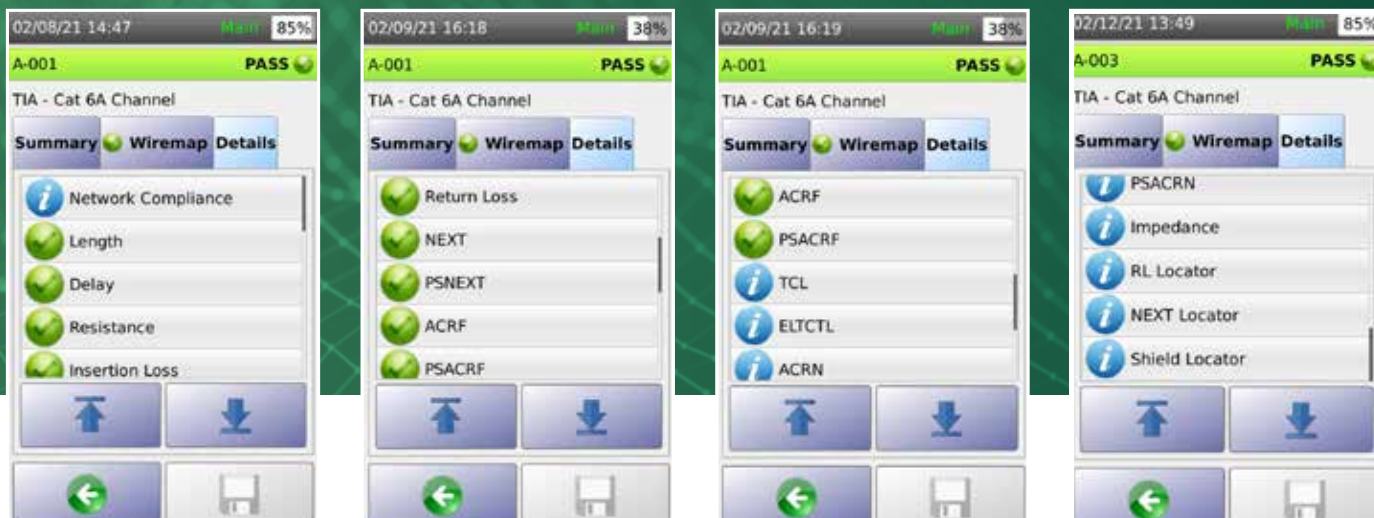 02/08/21 14:47 Main 85%
A-001 PASS
TIA - Cat 6A Channel
Summary Wiremap Details
Network Compliance
Length
Delay
Resistance
Insertion Loss
02/09/21 16:18 Main 38%
A-001 PASS
TIA - Cat 6A Channel
Summary Wiremap Details
Return Loss
NEXT
PSNEXT
ACRF
PSACRF
02/09/21 16:19 Main 38%
A-001 PASS
TIA - Cat 6A Channel
Summary Wiremap Details
ACRF
PSACRF
TCL
ELTCTL
ACRN
02/12/21 13:49 Main 85%
A-003 PASS
TIA - Cat 6A Channel
Summary Wiremap Details
PSACRN
Impedance
RL Locator
NEXT Locator
Shield Locator